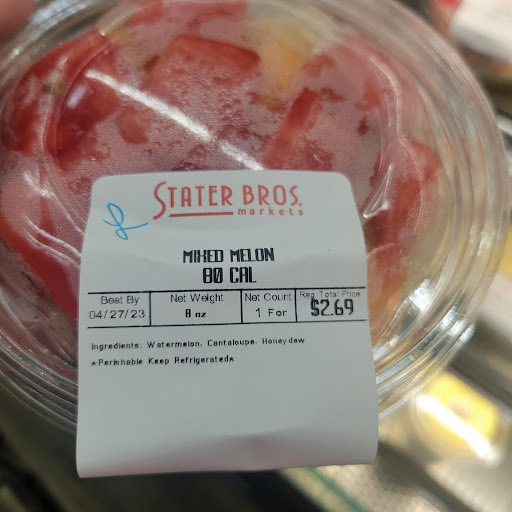 STATER BROS.
markets
MIXED MELON
80 CAL
Best By
04/27/23
Net Weight
8 oz
Net Count
1 For
Reg. Total Price
$2.69
Ingredients: Watermelon, Cantaloupe, Honeydew
*Perishable Keep Refrigerated*